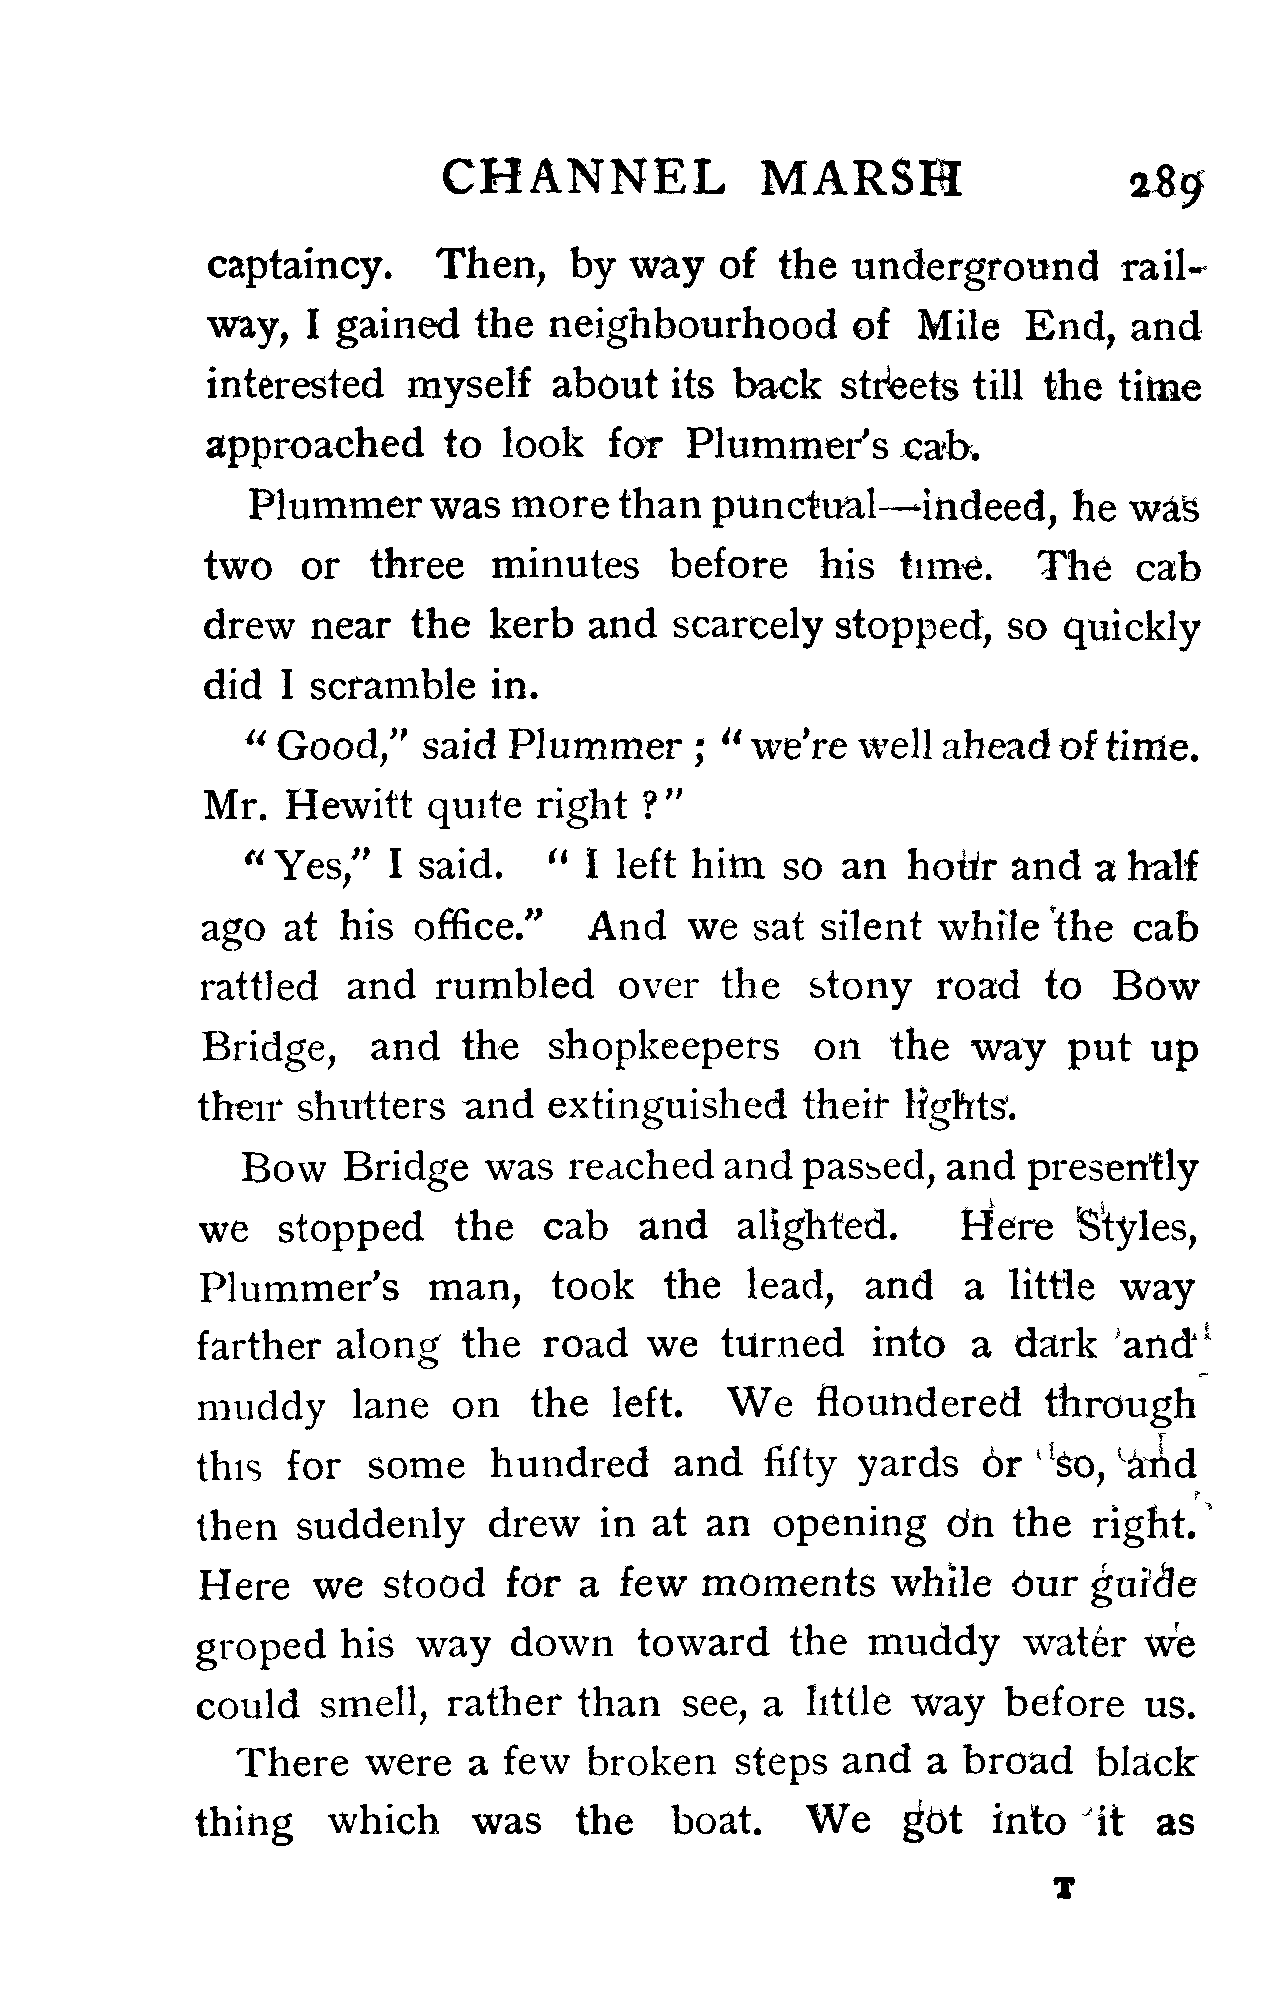 CHANNEL MARSH 289
captaincy. Then, by way of the underground rail-
way, I gained the neighbourhood of Mile End, and
interested myself about its back streets till the time
approached to look for Plummer's cab.
Plummer was more than punctual—indeed, he was
two or three minutes before his time. The cab
drew near the kerb and scarcely stopped, so quickly
did I scramble in.
“Good,” said Plummer ; “we're well ahead of time.
Mr. Hewitt quite right ?”
“Yes,” I said. “I left him so an hour and a half
ago at his office.” And we sat silent while the cab
rattled and rumbled over the stony road to Bow
Bridge, and the shopkeepers on the way put up
their shutters and extinguished their lights.
Bow Bridge was reached and passed, and presently
we stopped the cab and alighted. Here Styles,
Plummer's man, took the lead, and a little way
farther along the road we turned into a dark and
muddy lane on the left. We floundered through
this for some hundred and fifty yards or so, and
then suddenly drew in at an opening on the right.
Here we stood for a few moments while our guide
groped his way down toward the muddy water we
could smell, rather than see, a little way before us.
There were a few broken steps and a broad black
thing which was the boat. We got into it as
T